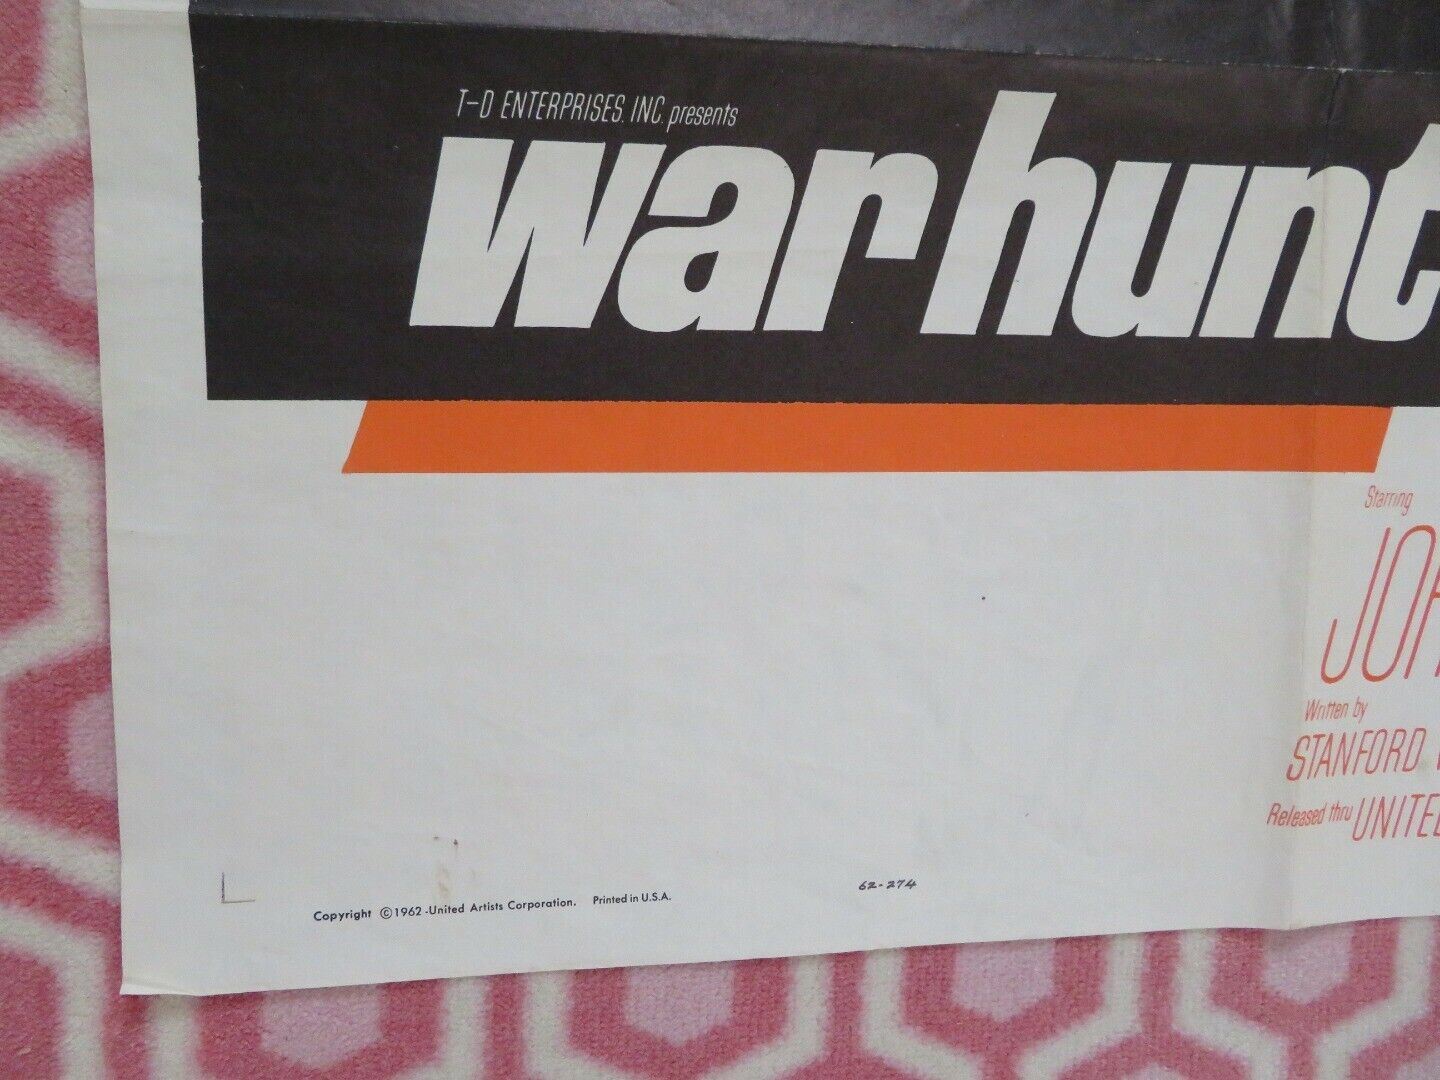 T-D ENTERPRISES, INC. presents
war hunt
Starring
Written by
STANFORD
Released thru
Copyright © 1962 - United Artists Corporation. Printed in U.S.A.
62-274